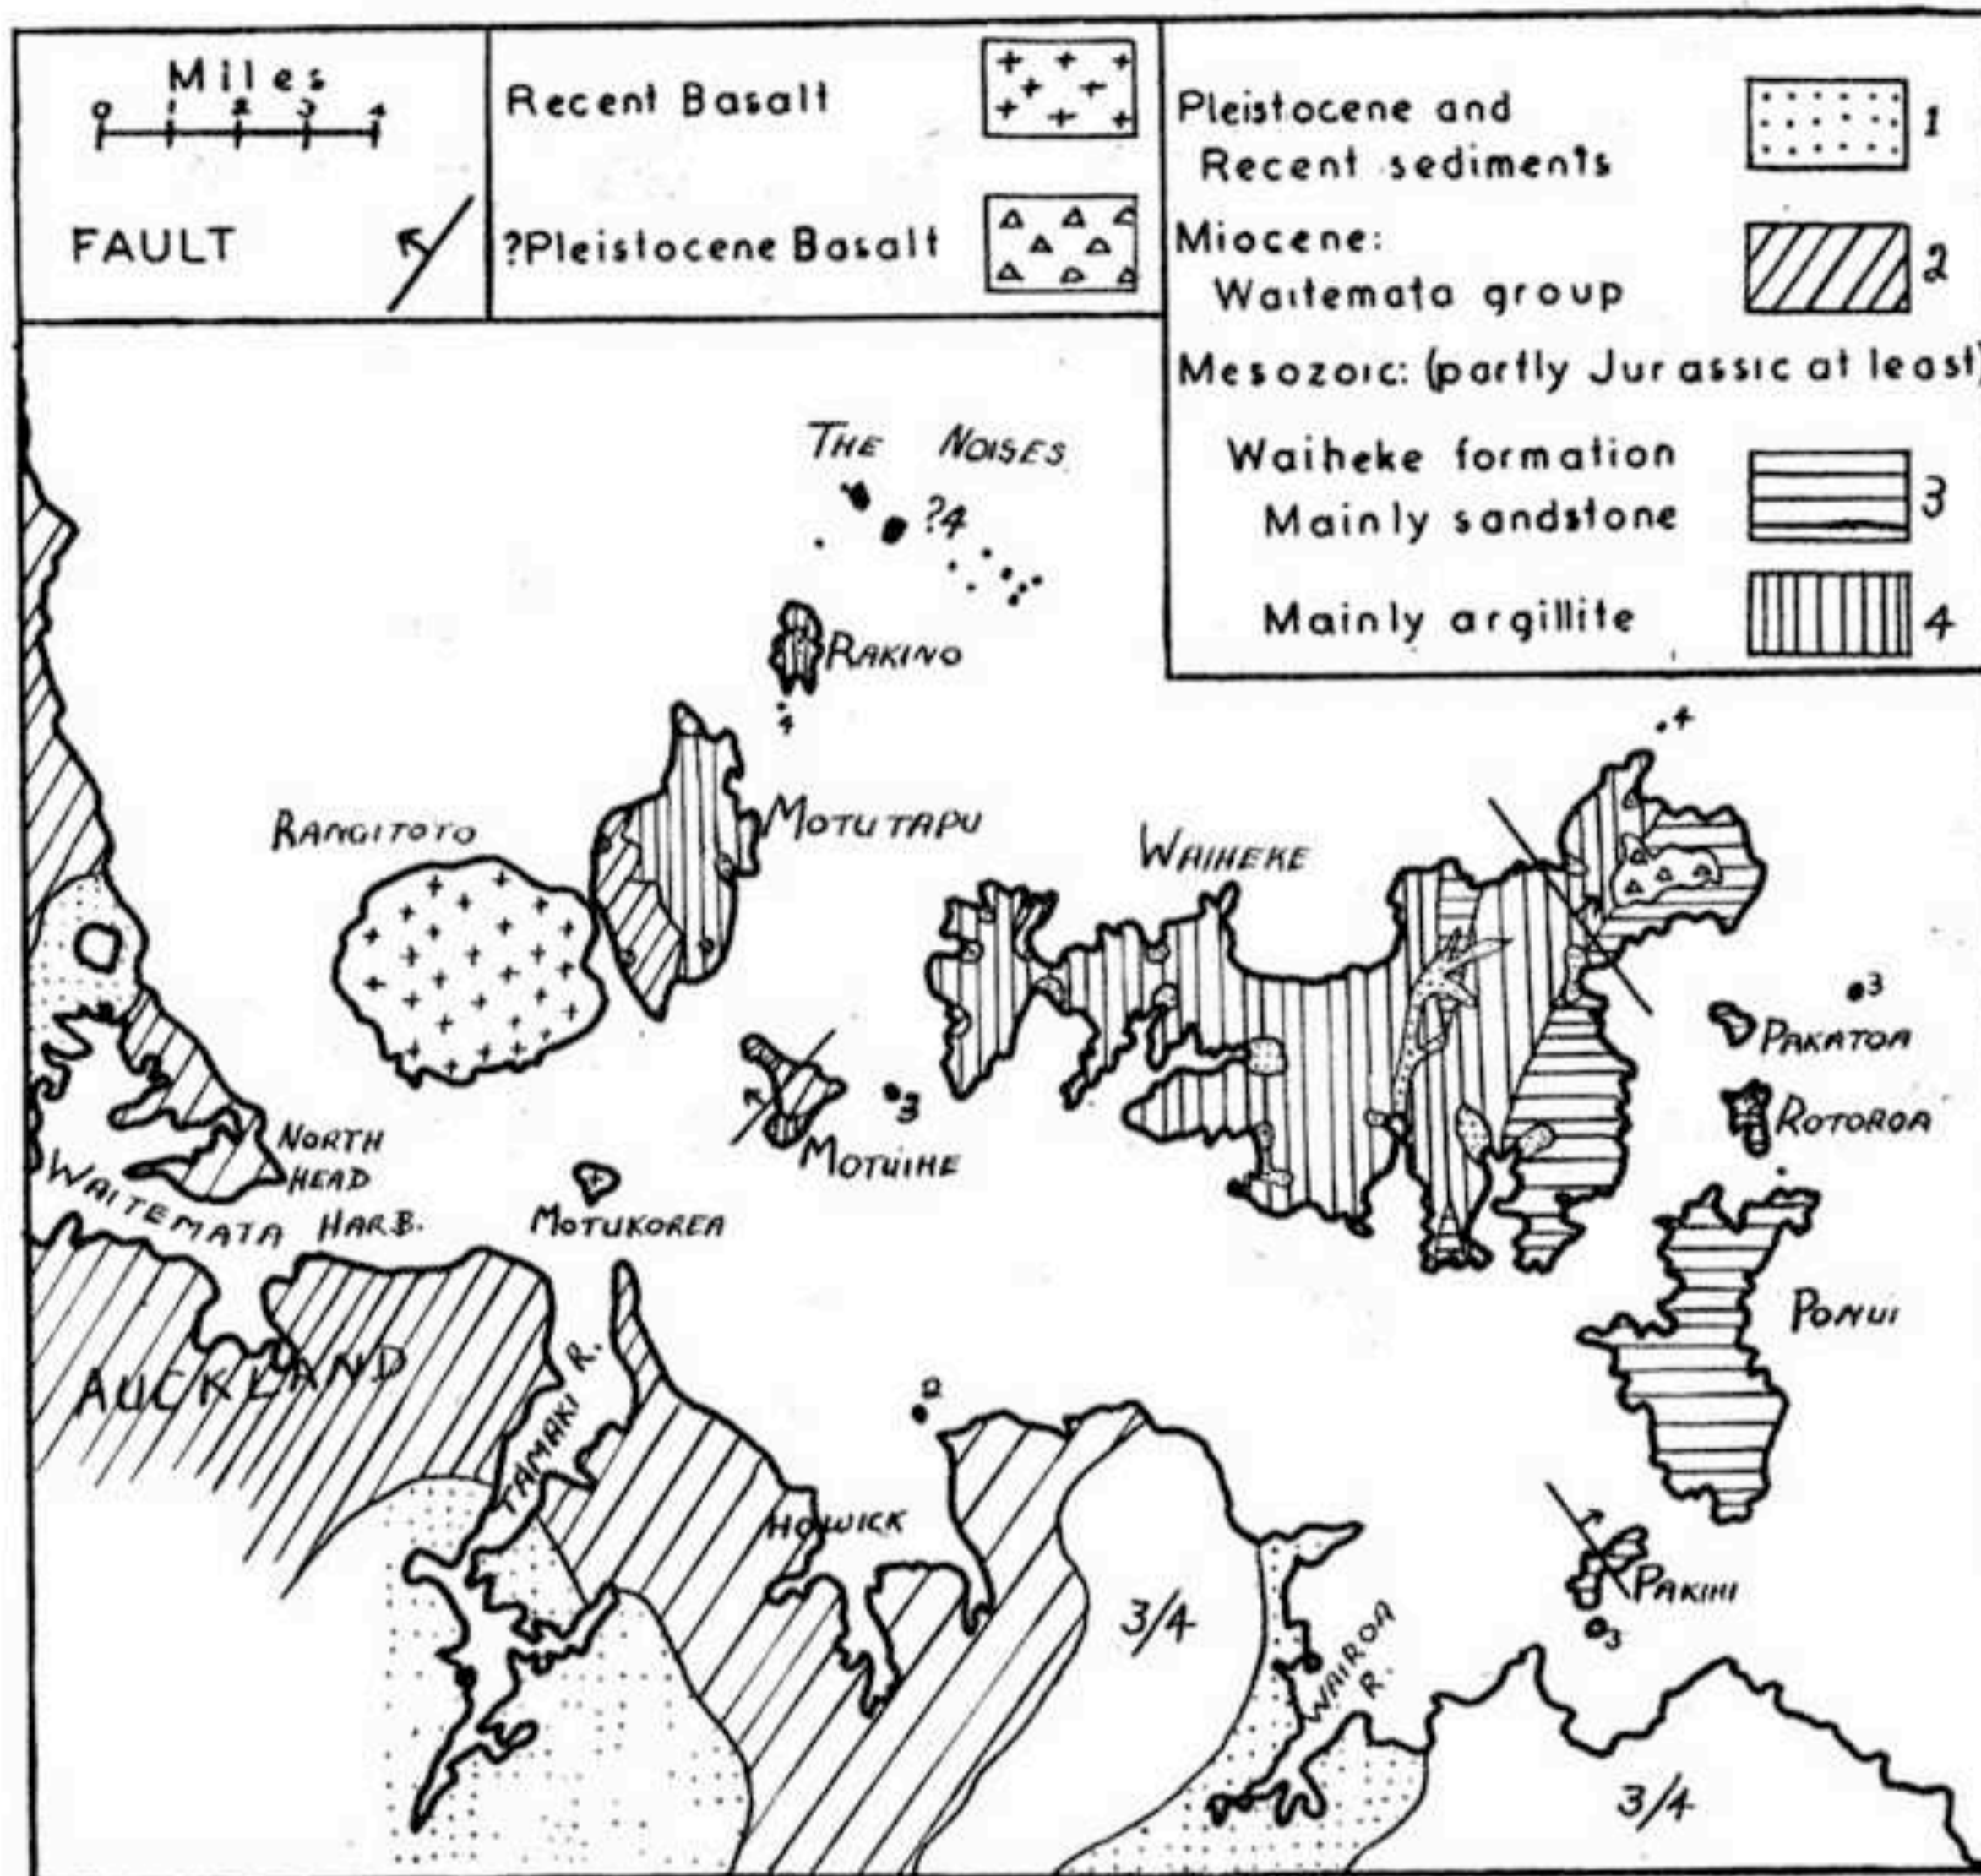 Miles
0 1 2 3 4
FAULT
Recent Basalt
?Pleistocene Basalt
Pleistocene and
Recent sediments
1
Miocene:
Waitemata group
2
Mesozoic: (partly Jurassic at least)
Waiheke formation
Mainly sandstone
3
Mainly argillite
4
THE NOISES
?4
RAKINO
4
4
RANGITOTO
MOTUTAPU
WAIHEKE
3
PAKATOA
3
ROTOROA
NORTH
HEAD
MOTUIHE
WAITEMATA HARB.
MOTUKOREA
PONUI
AUCKLAND
TAMAKI R.
2
HOWICK
3/4
PAKIHI
3
WAIROA
R.
3/4